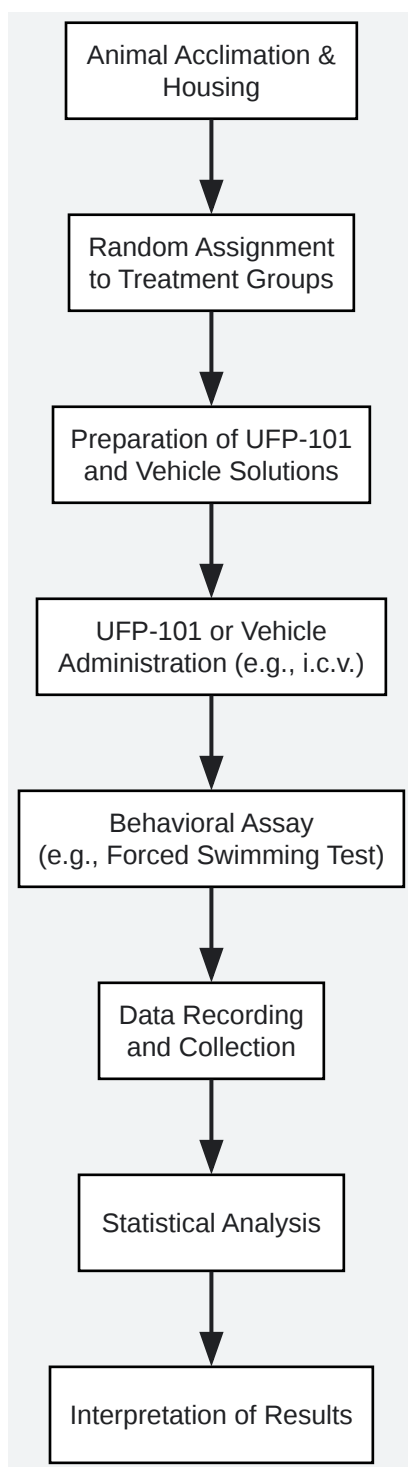 Animal Acclimation &
Housing
Random Assignment
to Treatment Groups
Preparation of UFP-101
and Vehicle Solutions
UFP-101 or Vehicle
Administration (e.g., i.c.v.)
Behavioral Assay
(e.g., Forced Swimming Test)
Data Recording
and Collection
Statistical Analysis
Interpretation of Results